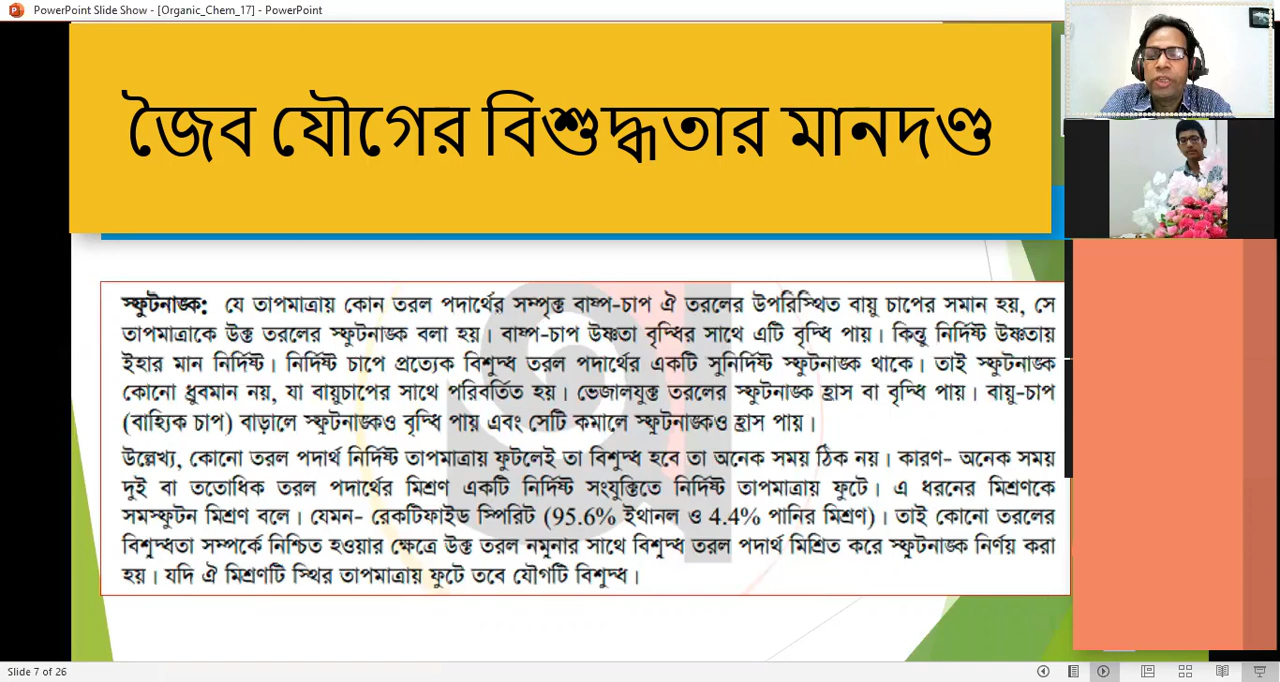 PowerPoint Slide Show - [Organic_Chem_17] - PowerPoint
জৈব যৌগের বিশুদ্ধতার মানদণ্ড
স্ফুটনাঙ্ক: যে তাপমাত্রায় কোন তরল পদার্থের সম্পৃক্ত বাষ্প-চাপ ঐ তরলের উপরিস্থিত বায়ু চাপের সমান হয়, সে
তাপমাত্রাকে উক্ত তরলের স্ফুটনাঙ্ক বলা হয়। বাষ্প-চাপ উষ্ণতা বৃদ্ধির সাথে এটি বৃদ্ধি পায়। কিন্তু নির্দিষ্ট উষ্ণতায়
ইহার মান নির্দিষ্ট। নির্দিষ্ট চাপে প্রত্যেক বিশুদ্ধ তরল পদার্থের একটি সুনির্দিষ্ট স্ফুটনাঙ্ক থাকে। তাই স্ফুটনাঙ্ক
কোনো ধ্রুবমান নয়, যা বায়ুচাপের সাথে পরিবর্তিত হয়। ভেজালযুক্ত তরলের স্ফুটনাঙ্ক হ্রাস বা বৃদ্ধি পায়। বায়ু-চাপ
(বাহ্যিক চাপ) বাড়ালে স্ফুটনাঙ্কও বৃদ্ধি পায় এবং সেটি কমালে স্ফুটনাঙ্কও হ্রাস পায়।
উল্লেখ্য, কোনো তরল পদার্থ নির্দিষ্ট তাপমাত্রায় ফুটলেই তা বিশুদ্ধ হবে তা অনেক সময় ঠিক নয়। কারণ- অনেক সময়
দুই বা ততোধিক তরল পদার্থের মিশ্রণ একটি নির্দিষ্ট সংযুক্তিতে নির্দিষ্ট তাপমাত্রায় ফুটে। এ ধরনের মিশ্রণকে
সমস্ফুটন মিশ্রণ বলে। যেমন- রেকটিফাইড স্পিরিট (95.6% ইথানল ও 4.4% পানির মিশ্রণ)। তাই কোনো তরলের
বিশুদ্ধতা সম্পর্কে নিশ্চিত হওয়ার ক্ষেত্রে উক্ত তরল নমুনার সাথে বিশুদ্ধ তরল পদার্থ মিশ্রিত করে স্ফুটনাঙ্ক নির্ণয় করা
হয়। যদি ঐ মিশ্রণটি স্থির তাপমাত্রায় ফুটে তবে যৌগটি বিশুদ্ধ।
Slide 7 of 26